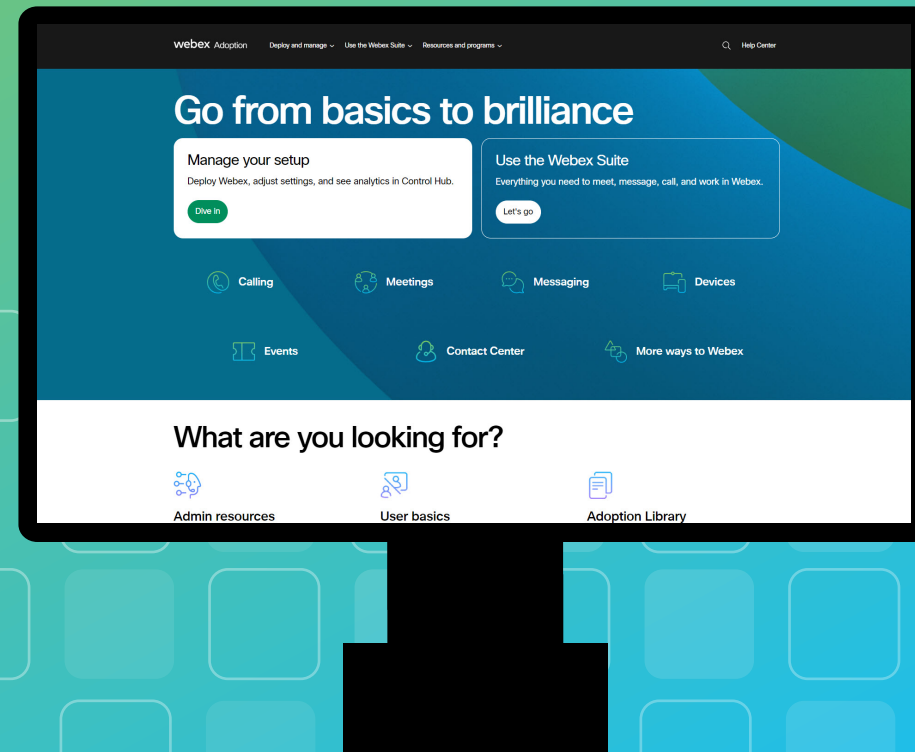 webex Adoption
Deploy and manage
Use the Webex Suite
Resources and programs
Help Center
Go from basics to brilliance
Manage your setup
Deploy Webex, adjust settings, and see analytics in Control Hub.
Dive in
Use the Webex Suite
Everything you need to meet, message, call, and work in Webex.
Let's go
Calling
Meetings
Messaging
Devices
Events
Contact Center
More ways to Webex
What are you looking for?
Admin resources
User basics
Adoption Library